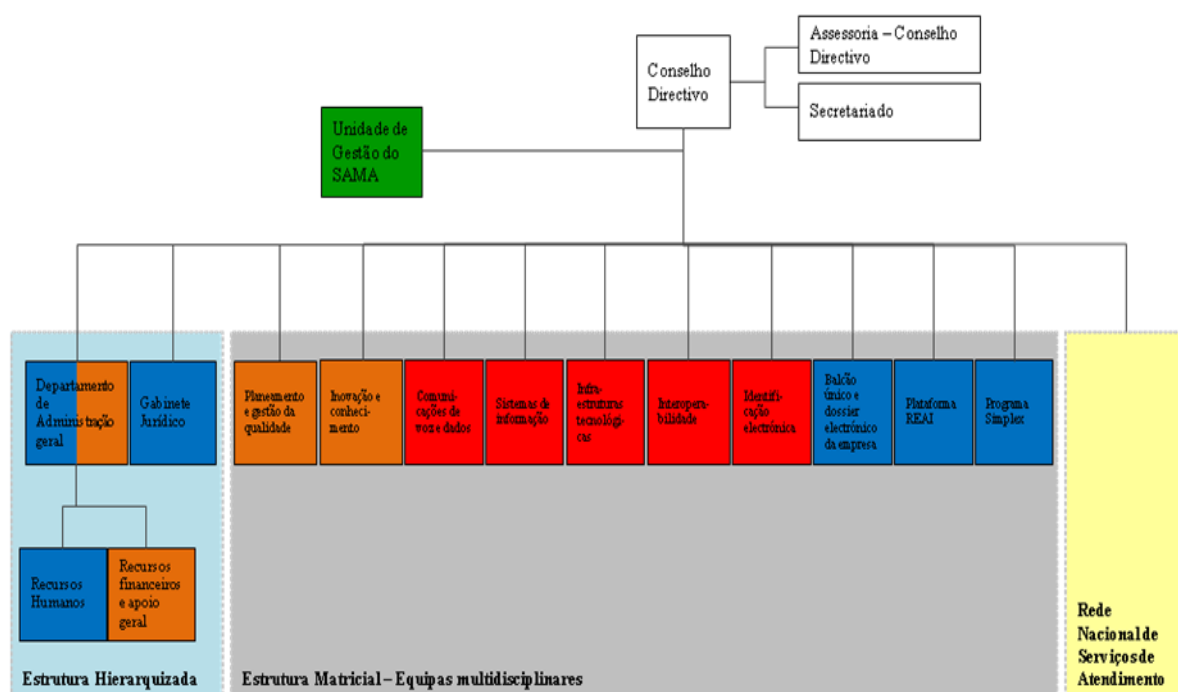 Assessoria – Conselho
Directivo
Conselho
Directivo
Secretariado
Unidade de
Gestão do
SAMA
Departamento
de
Administração
geral
Gabinete
Jurídico
Planeamento
e gestão da
qualidade
Inovação e
conheci-
mento
Comuni-
cações de
voz e dados
Sistemas de
informação
Infra-
estruturas
tecnológi-
cas
Interopera-
bilidade
Identifi-
cação
electrónica
Balcão
único e
dossier
electrónico
da empresa
Plataforma
REAI
Programa
Simplex
Recursos
Humanos
Recursos
financeiros
e apoio
geral
Estrutura Hierarquizada
Estrutura Matricial – Equipas multidisciplinares
Rede
Nacional de
Serviços de
Atendimento